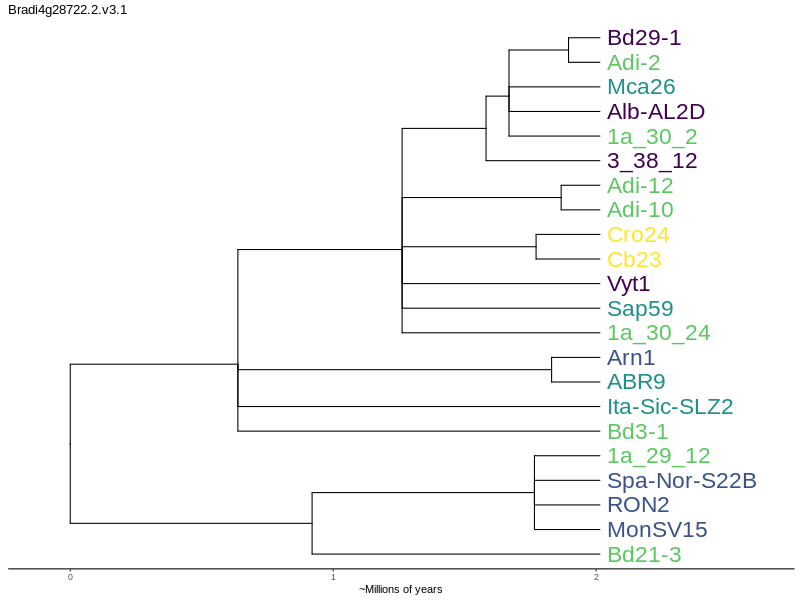 Bradi4g28722.2.v3.1
Bd29-1
Adi-2
Mca26
Alb-AL2D
1a_30_2
3_38_12
Adi-12
Adi-10
Cro24
Cb23
Vyt1
Sap59
1a_30_24
Arn1
ABR9
Ita-Sic-SLZ2
Bd3-1
1a_29_12
Spa-Nor-S22B
RON2
MonSV15
Bd21-3
0 1 2
~Millions of years